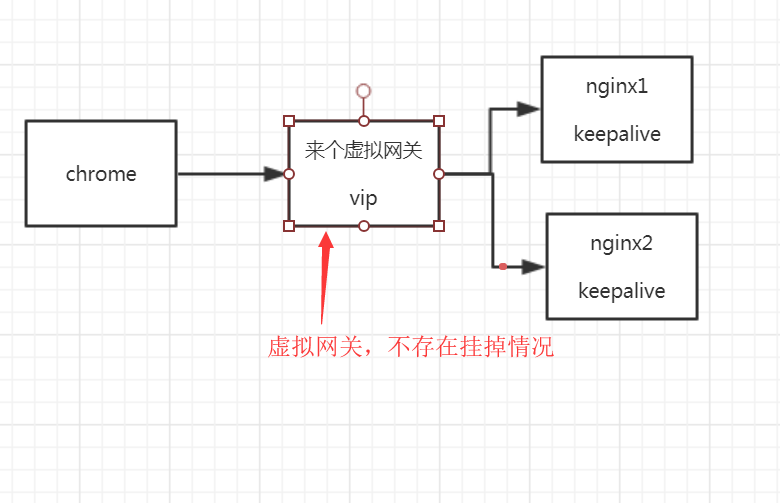 chrome
来个虚拟网关
vip
nginx1
keepalive
nginx2
keepalive
虚拟网关，不存在挂掉情况